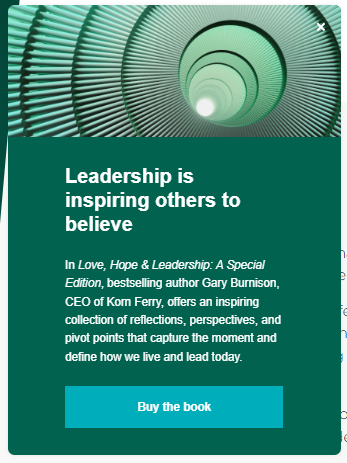 Leadership is
inspiring others to
believe
In Love, Hope & Leadership: A Special
Edition, bestselling author Gary Burnison,
CEO of Korn Ferry, offers an inspiring
collection of reflections, perspectives, and
pivot points that capture the moment and
define how we live and lead today.
Buy the book